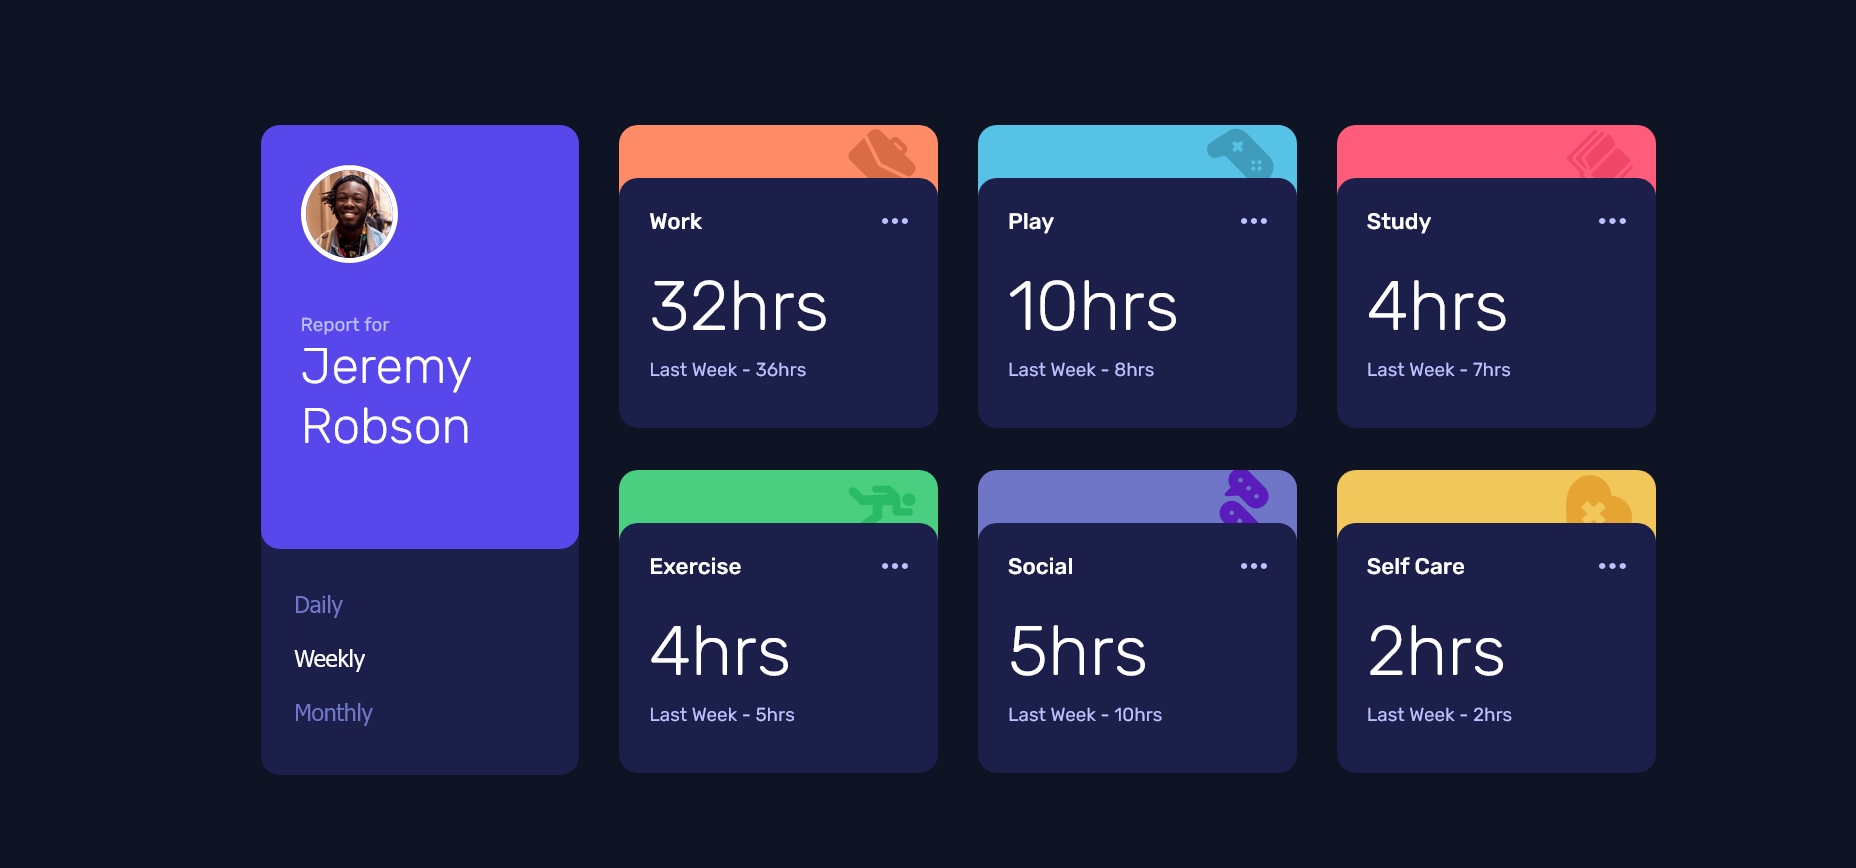 Report for
Jeremy
Robson
Daily
Weekly
Monthly
Work
32hrs
Last Week - 36hrs
Play
10hrs
Last Week - 8hrs
Study
4hrs
Last Week - 7hrs
Exercise
4hrs
Last Week - 5hrs
Social
5hrs
Last Week - 10hrs
Self Care
2hrs
Last Week - 2hrs